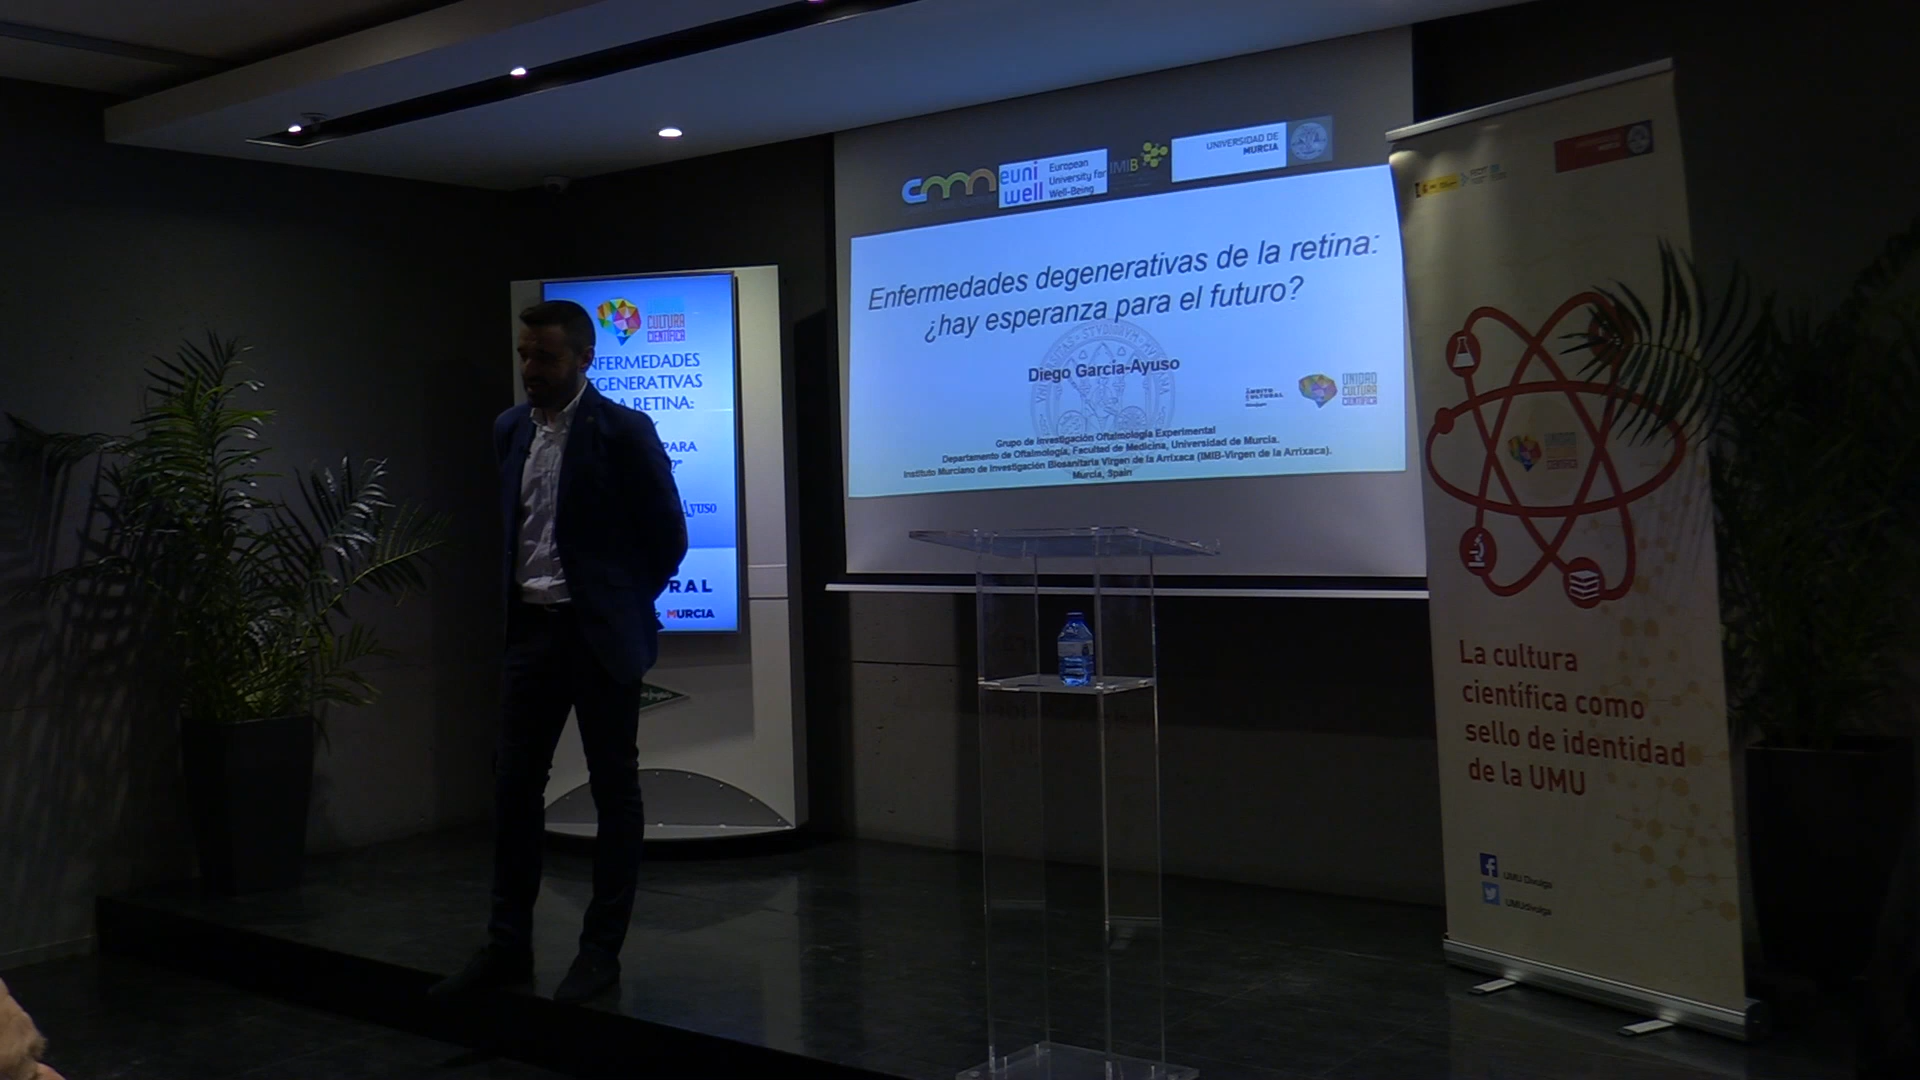 cmn
euni
well
European
University for
Well-Being
IMIB
UNIVERSIDAD DE
MURCIA
Enfermedades degenerativas de la retina:
¿hay esperanza para el futuro?
Diego García-Ayuso
UNIDAD
CULTURA
CIENTÍFICA
Grupo de Investigación Oftalmología Experimental
Departamento de Oftalmología, Facultad de Medicina, Universidad de Murcia.
Instituto Murciano de Investigación Biosanitaria Virgen de la Arrixaca (IMIB-Virgen de la Arrixaca).
Murcia, Spain
CULTURA
CIENTÍFICA
NFERMEDADES
EGENERATIVAS
A RETINA:
Y
PARA
?"
Ayuso
RAL
MURCIA
La cultura
científica como
sello de identidad
de la UMU
UMU Divulga
UMUdivulga